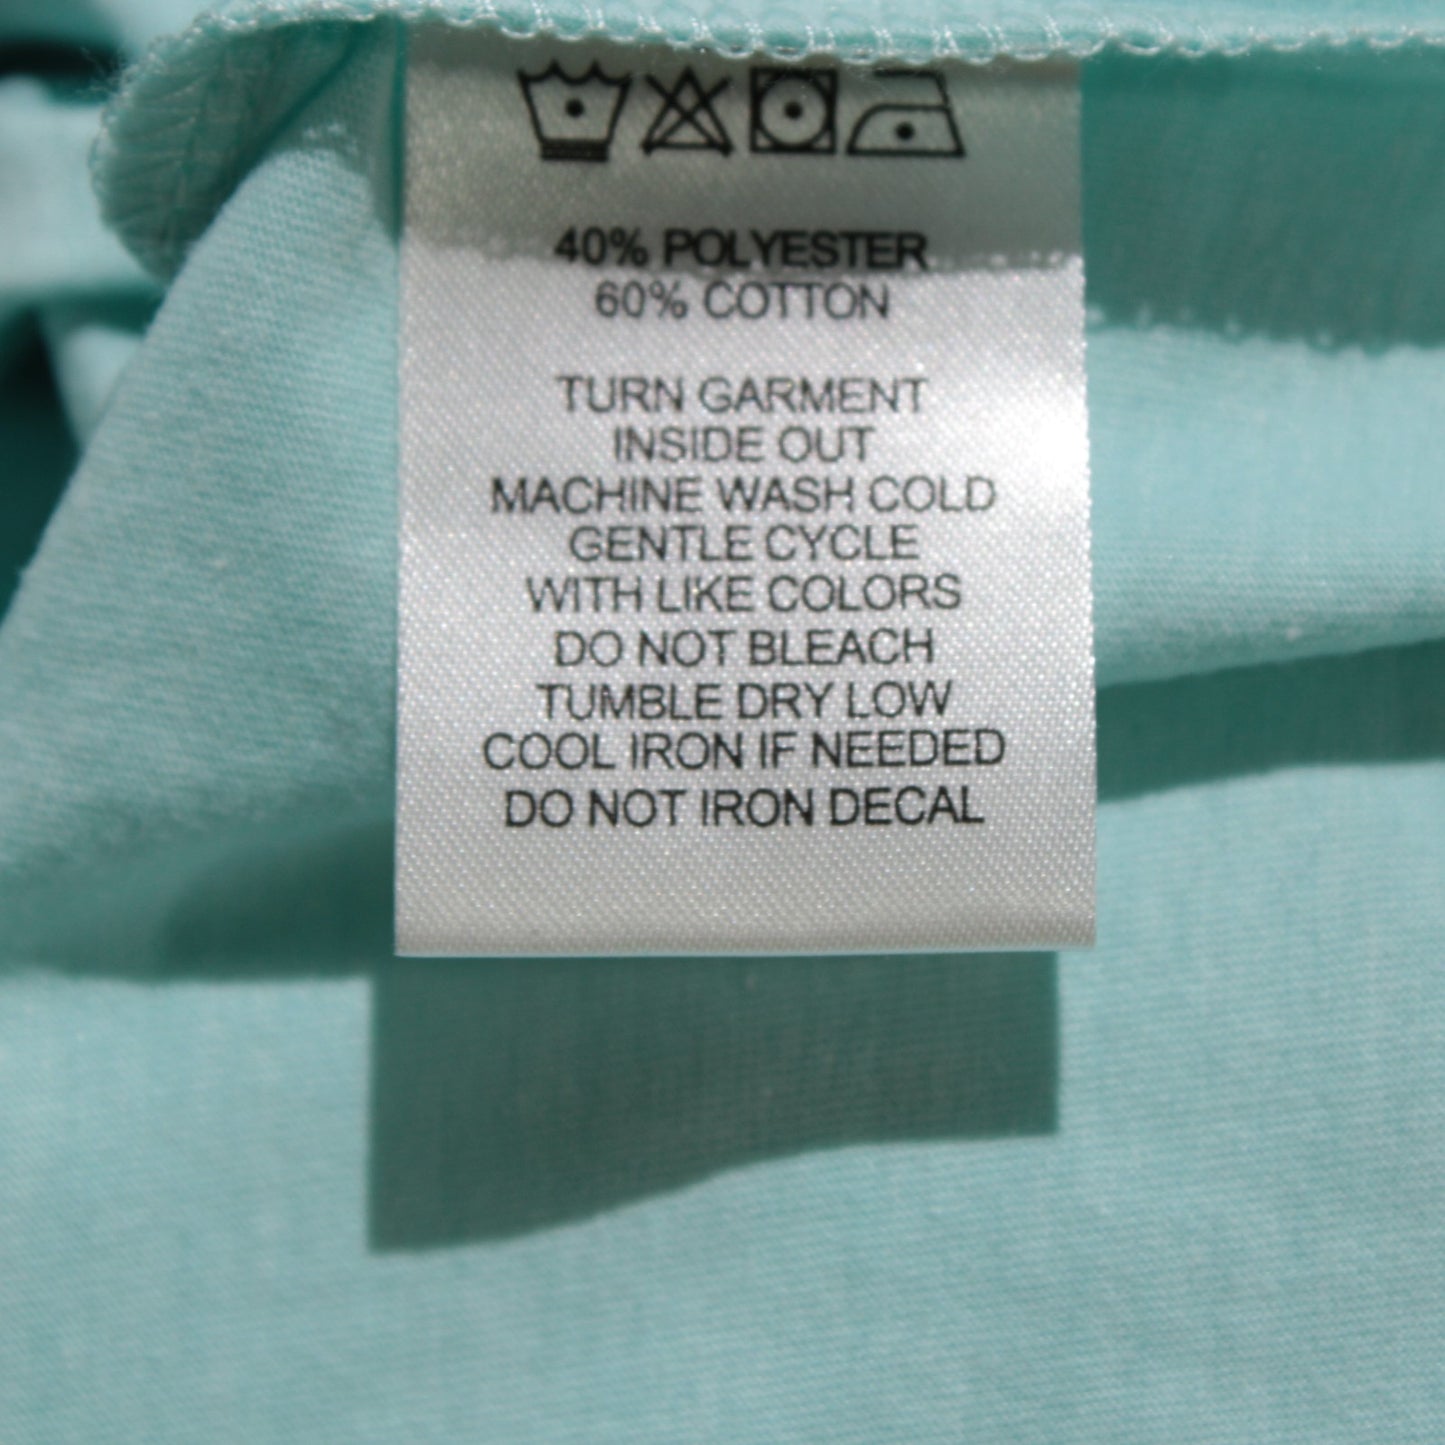 40% POLYESTER
60% COTTON
TURN GARMENT
INSIDE OUT
MACHINE WASH COLD
GENTLE CYCLE
WITH LIKE COLORS
DO NOT BLEACH
TUMBLE DRY LOW
COOL IRON IF NEEDED
DO NOT IRON DECAL